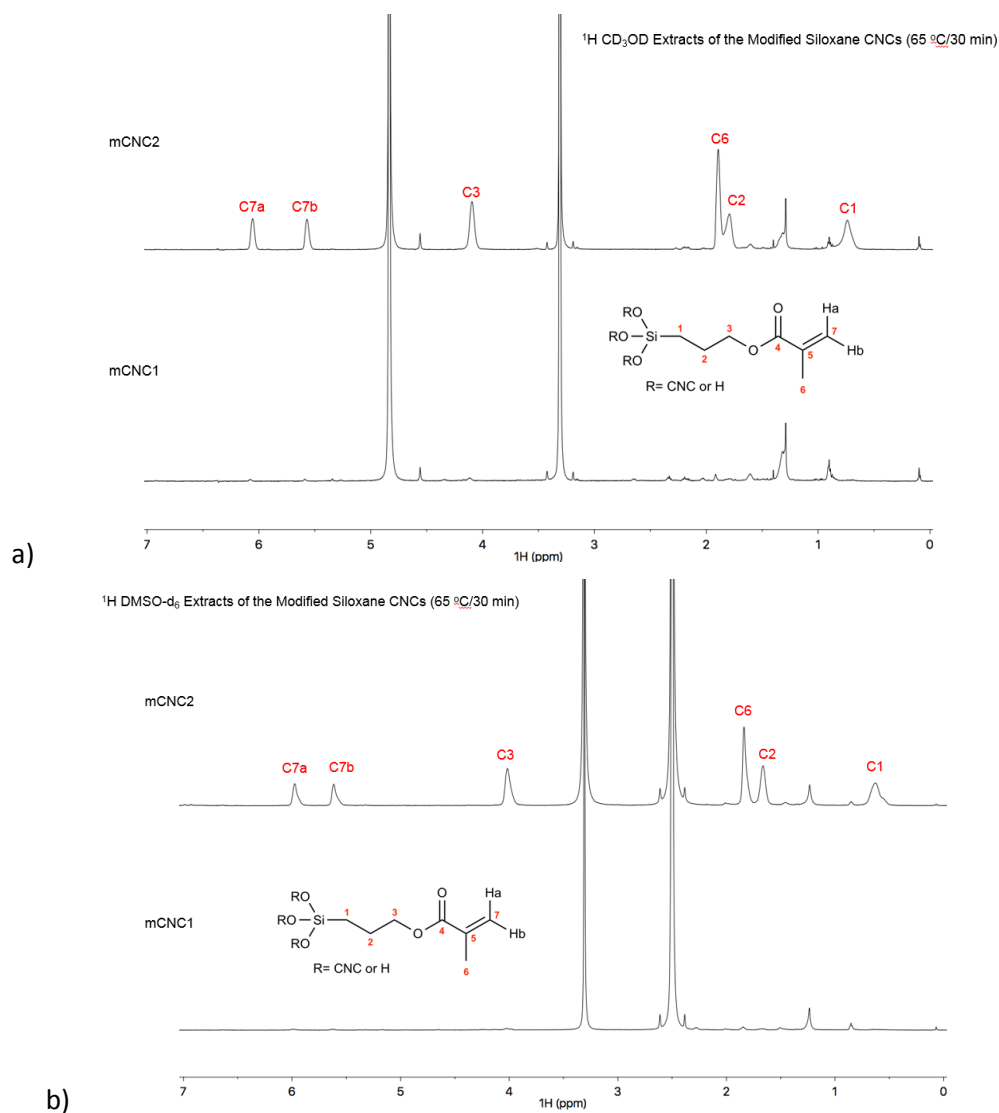 ¹H CD₃OD Extracts of the Modified Siloxane CNCs (65 ºC/30 min)
mCNC2
C7a
C7b
C3
C6
C2
C1
mCNC1
RO
RO
RO
Si
1
2
3
O
O
4
5
6
7
Ha
Hb
R= CNC or H
7
6
5
4
3
2
1
0
1H (ppm)
a)
¹H DMSO-d₆ Extracts of the Modified Siloxane CNCs (65 ºC/30 min)
mCNC2
C7a
C7b
C3
C6
C2
C1
mCNC1
RO
RO
RO
Si
1
2
3
O
O
4
5
6
7
Ha
Hb
R= CNC or H
7
6
5
4
3
2
1
0
1H (ppm)
b)